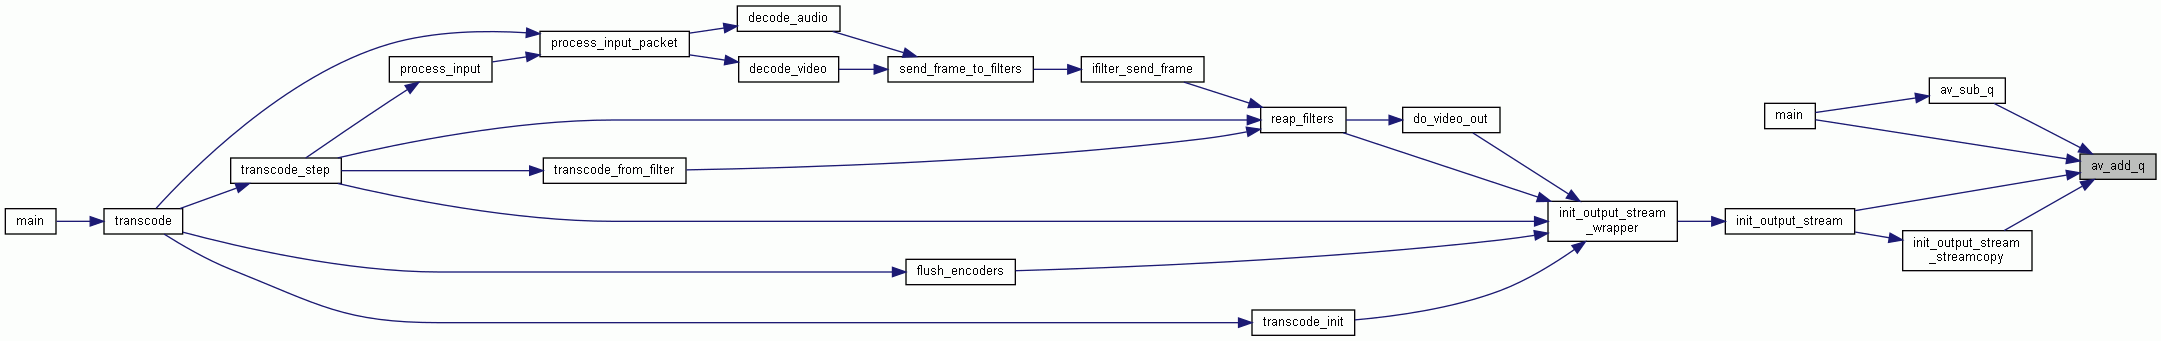 decode_audio
process_input_packet
process_input
decode_video
send_frame_to_filters
ifilter_send_frame
av_sub_q
main
reap_filters
do_video_out
av_add_q
transcode_step
transcode_from_filter
main
transcode
init_output_stream
_wrapper
init_output_stream
init_output_stream
_streamcopy
flush_encoders
transcode_init